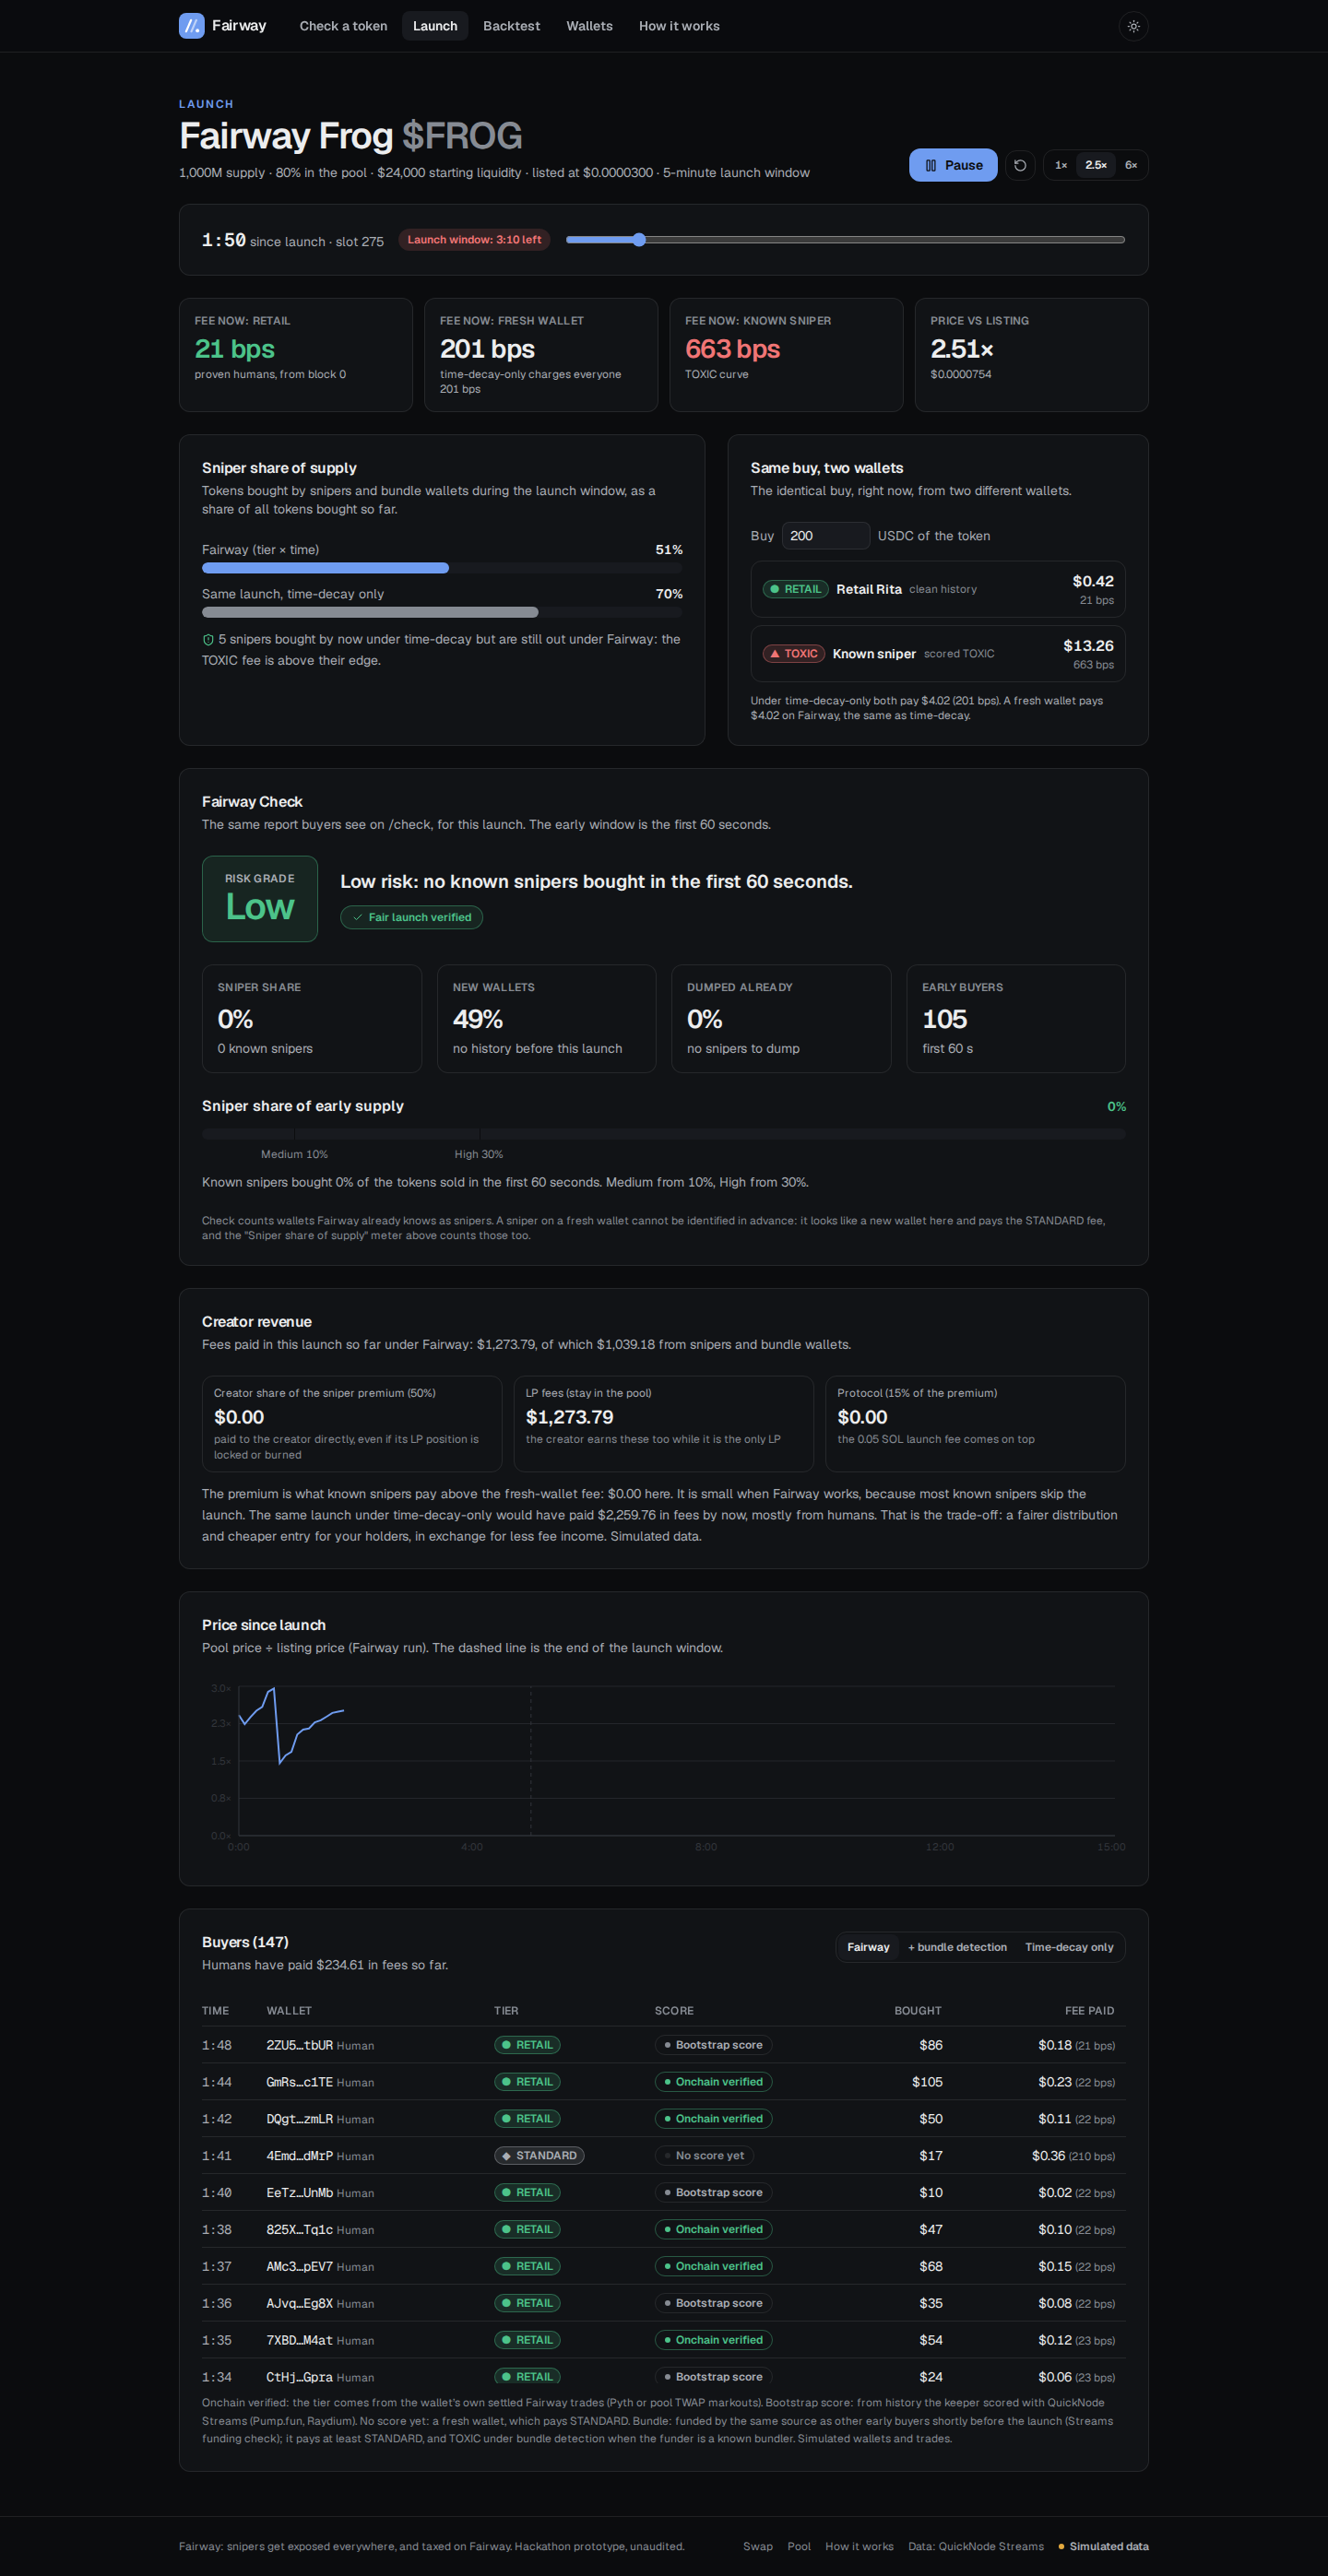 Fairway
Check a token
Launch
Backtest
Wallets
How it works
LAUNCH
Fairway Frog $FROG
1,000M supply · 80% in the pool · $24,000 starting liquidity · listed at $0.0000300 · 5-minute launch window
Pause
1×
2.5×
6×
1:50 since launch · slot 275
Launch window: 3:10 left
FEE NOW: RETAIL
21 bps
proven humans, from block 0
FEE NOW: FRESH WALLET
201 bps
time-decay-only charges everyone
201 bps
FEE NOW: KNOWN SNIPER
663 bps
TOXIC curve
PRICE VS LISTING
2.51×
$0.0000754
Sniper share of supply
Tokens bought by snipers and bundle wallets during the launch window, as a
share of all tokens bought so far.
Fairway (tier × time) 51%
Same launch, time-decay only 70%
5 snipers bought by now under time-decay but are still out under Fairway: the
TOXIC fee is above their edge.
Same buy, two wallets
The identical buy, right now, from two different wallets.
Buy 200 USDC of the token
RETAIL Retail Rita clean history $0.42
21 bps
TOXIC Known sniper scored TOXIC $13.26
663 bps
Under time-decay-only both pay $4.02 (201 bps). A fresh wallet pays
$4.02 on Fairway, the same as time-decay.
Fairway Check
The same report buyers see on /check, for this launch. The early window is the first 60 seconds.
RISK GRADE
Low
Low risk: no known snipers bought in the first 60 seconds.
Fair launch verified
SNIPER SHARE
0%
0 known snipers
NEW WALLETS
49%
no history before this launch
DUMPED ALREADY
0%
no snipers to dump
EARLY BUYERS
105
first 60 s
Sniper share of early supply 0%
Medium 10% High 30%
Known snipers bought 0% of the tokens sold in the first 60 seconds. Medium from 10%, High from 30%.
Check counts wallets Fairway already knows as snipers. A sniper on a fresh wallet cannot be identified in advance: it looks like a new wallet here and pays the STANDARD fee,
and the "Sniper share of supply" meter above counts those too.
Creator revenue
Fees paid in this launch so far under Fairway: $1,273.79, of which $1,039.18 from snipers and bundle wallets.
Creator share of the sniper premium (50%)
$0.00
paid to the creator directly, even if its LP position is
locked or burned
LP fees (stay in the pool)
$1,273.79
the creator earns these too while it is the only LP
Protocol (15% of the premium)
$0.00
the 0.05 SOL launch fee comes on top
The premium is what known snipers pay above the fresh-wallet fee: $0.00 here. It is small when Fairway works, because most known snipers skip the
launch. The same launch under time-decay-only would have paid $2,259.76 in fees by now, mostly from humans. That is the trade-off: a fairer distribution
and cheaper entry for your holders, in exchange for less fee income. Simulated data.
Price since launch
Pool price ÷ listing price (Fairway run). The dashed line is the end of the launch window.
3.0×
2.3×
1.5×
0.8×
0.0×
0:00 4:00 8:00 12:00 15:00
Buyers (147)
Humans have paid $234.61 in fees so far.
Fairway + bundle detection Time-decay only
TIME WALLET TIER SCORE BOUGHT FEE PAID
1:48 2ZU5…tbUR Human RETAIL Bootstrap score $86 $0.18 (21 bps)
1:44 GmRs…c1TE Human RETAIL Onchain verified $105 $0.23 (22 bps)
1:42 DQgt…zmLR Human RETAIL Onchain verified $50 $0.11 (22 bps)
1:41 4Emd…dMrP Human STANDARD No score yet $17 $0.36 (210 bps)
1:40 EeTz…UnMb Human RETAIL Bootstrap score $10 $0.02 (22 bps)
1:38 825X…Tq1c Human RETAIL Onchain verified $47 $0.10 (22 bps)
1:37 AMc3…pEV7 Human RETAIL Onchain verified $68 $0.15 (22 bps)
1:36 AJvq…Eg8X Human RETAIL Bootstrap score $35 $0.08 (22 bps)
1:35 7XBD…M4at Human RETAIL Onchain verified $54 $0.12 (23 bps)
1:34 CtHj…Gpra Human RETAIL Bootstrap score $24 $0.06 (23 bps)
Onchain verified: the tier comes from the wallet's own settled Fairway trades (Pyth or pool TWAP markouts). Bootstrap score: from history the keeper scored with QuickNode
Streams (Pump.fun, Raydium). No score yet: a fresh wallet, which pays STANDARD. Bundle: funded by the same source as other early buyers shortly before the launch (Streams
funding check); it pays at least STANDARD, and TOXIC under bundle detection when the funder is a known bundler. Simulated wallets and trades.
Fairway: snipers get exposed everywhere, and taxed on Fairway. Hackathon prototype, unaudited.
Swap
Pool
How it works
Data: QuickNode Streams
Simulated data